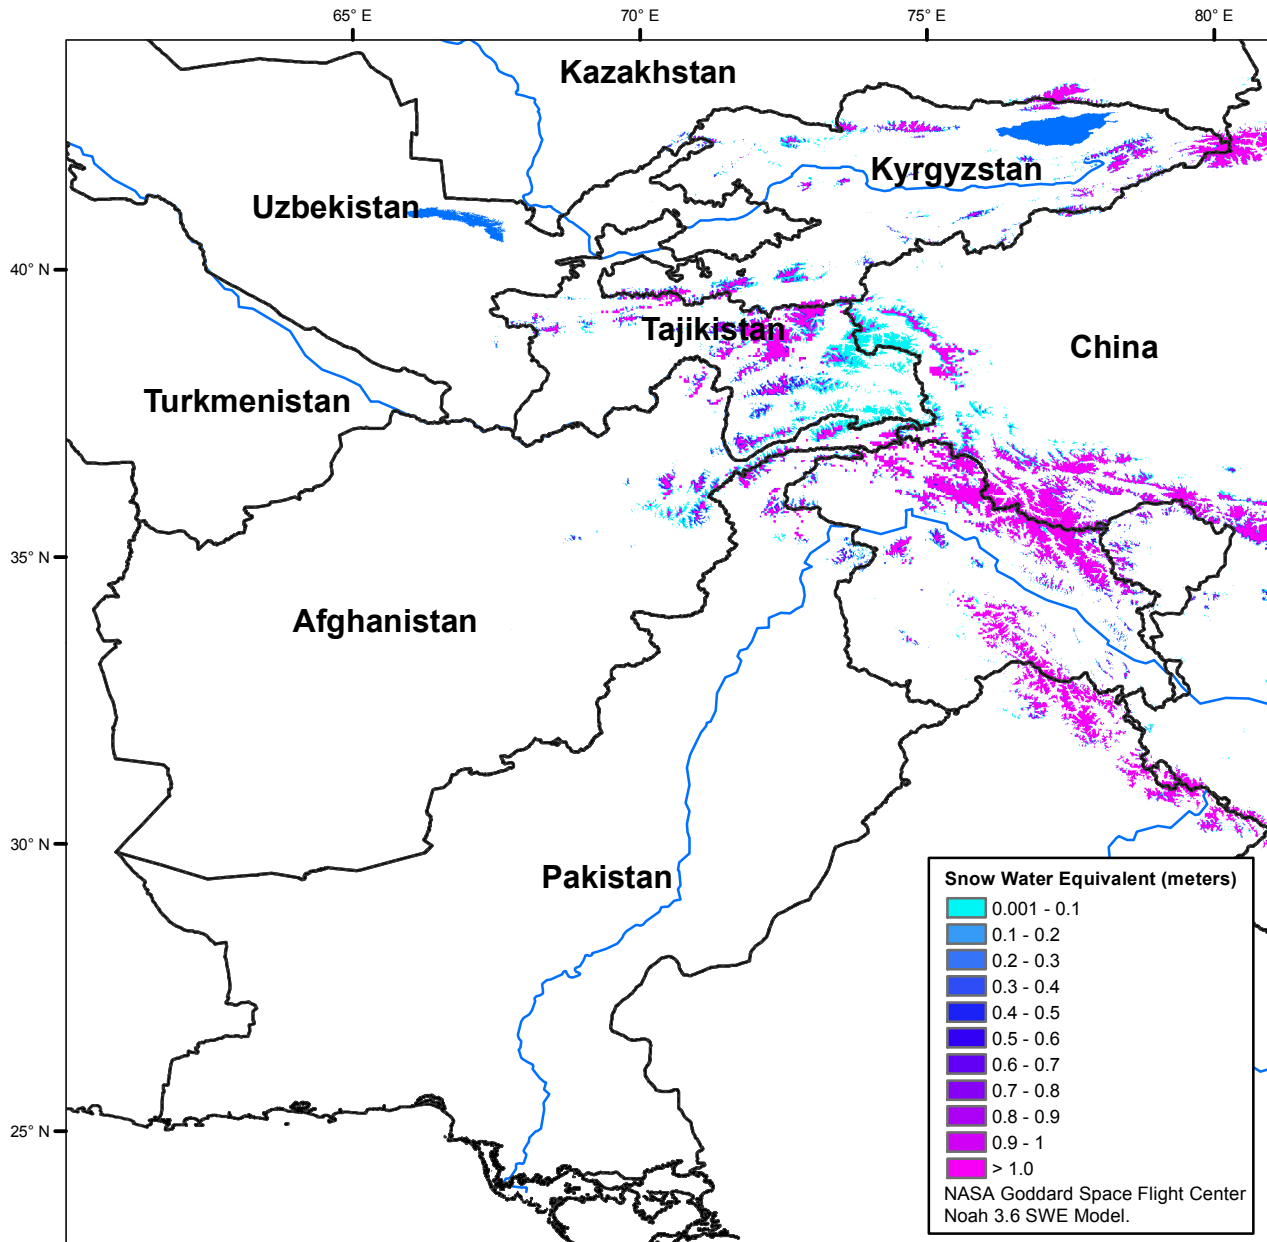 65° E
70° E
75° E
80° E
Kazakhstan
Kyrgyzstan
Uzbekistan
40° N
Tajikistan
China
Turkmenistan
35° N
Afghanistan
30° N
Pakistan
25° N
Snow Water Equivalent (meters)
0.001 - 0.1
0.1 - 0.2
0.2 - 0.3
0.3 - 0.4
0.4 - 0.5
0.5 - 0.6
0.6 - 0.7
0.7 - 0.8
0.8 - 0.9
0.9 - 1
> 1.0
NASA Goddard Space Flight Center
Noah 3.6 SWE Model.